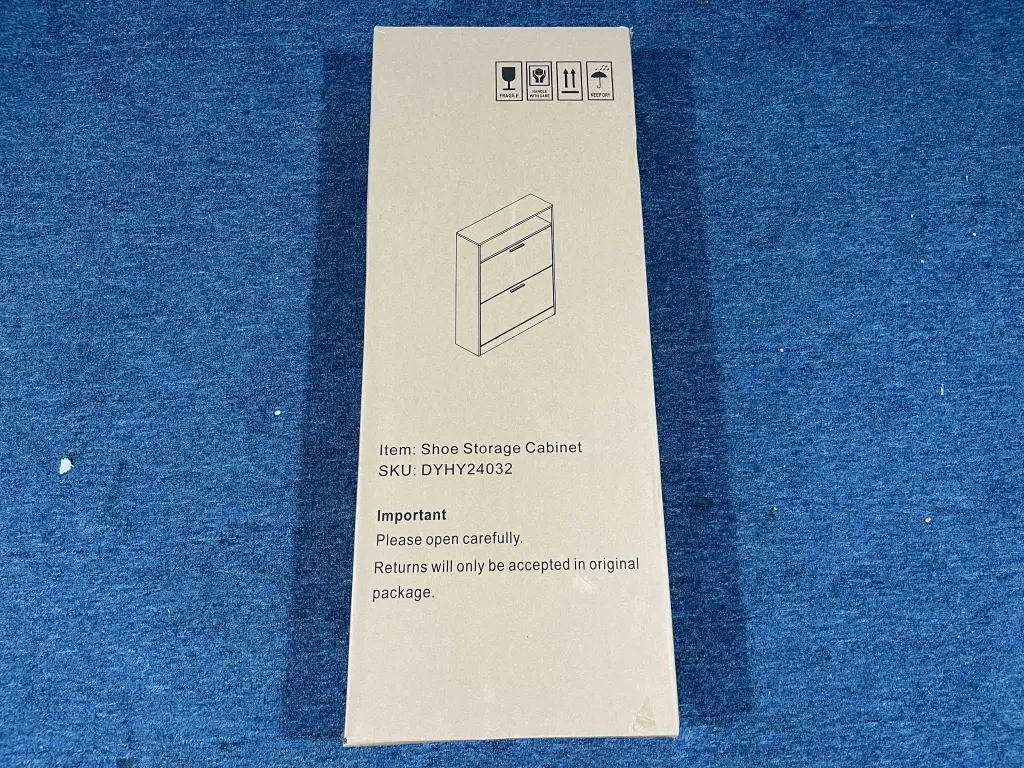 FRAGILE
HANDLE
WITH CARE
KEEP DRY
Item: Shoe Storage Cabinet
SKU: DYHY24032
Important
Please open carefully.
Returns will only be accepted in original
package.